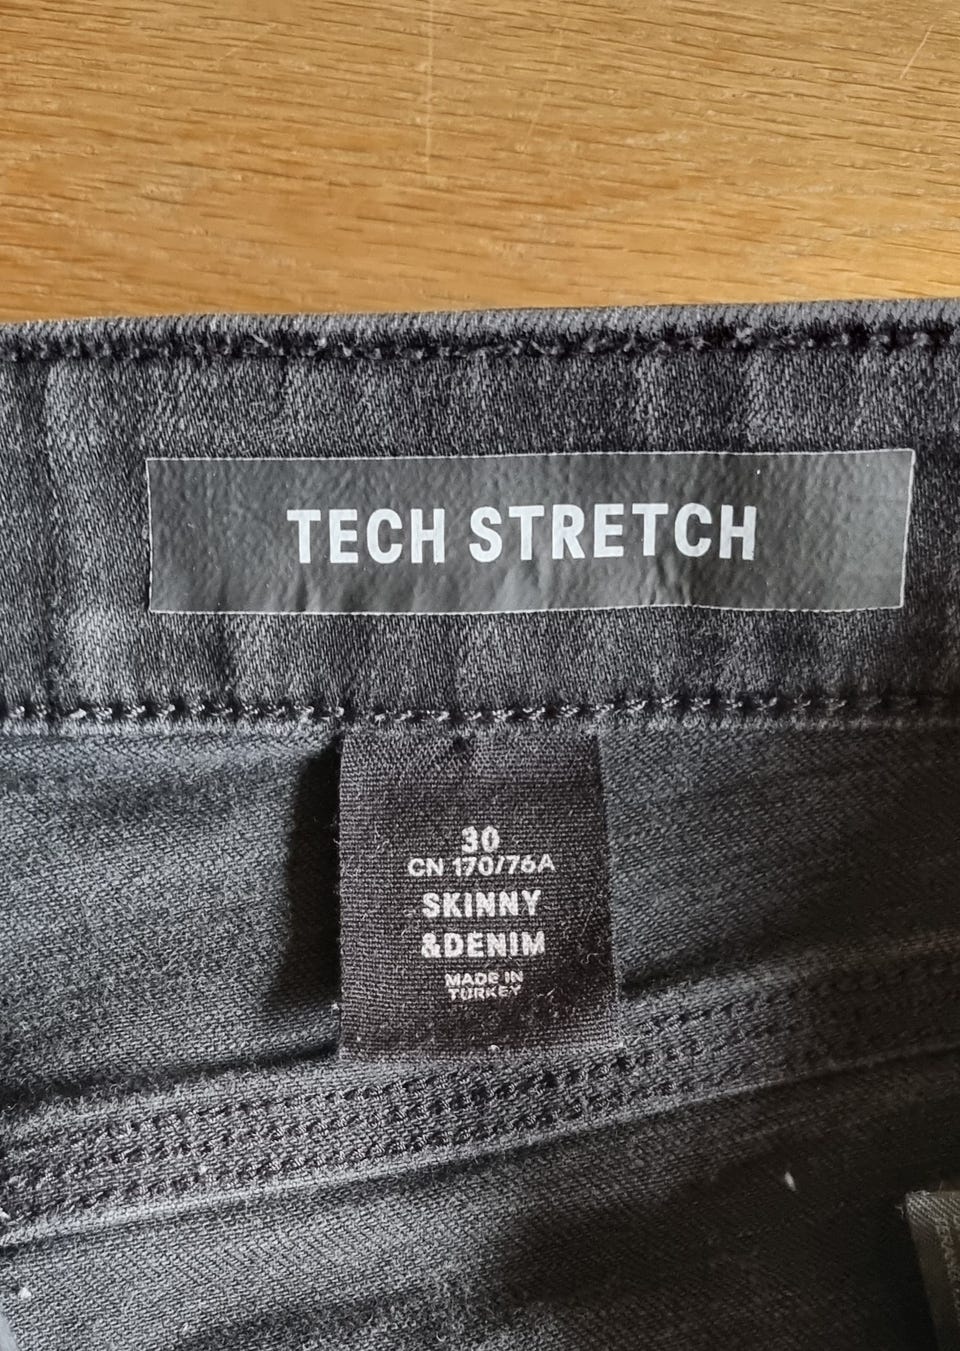 TECH STRETCH
30
CN 170/76A
SKINNY
&DENIM
MADE IN
TURKEY